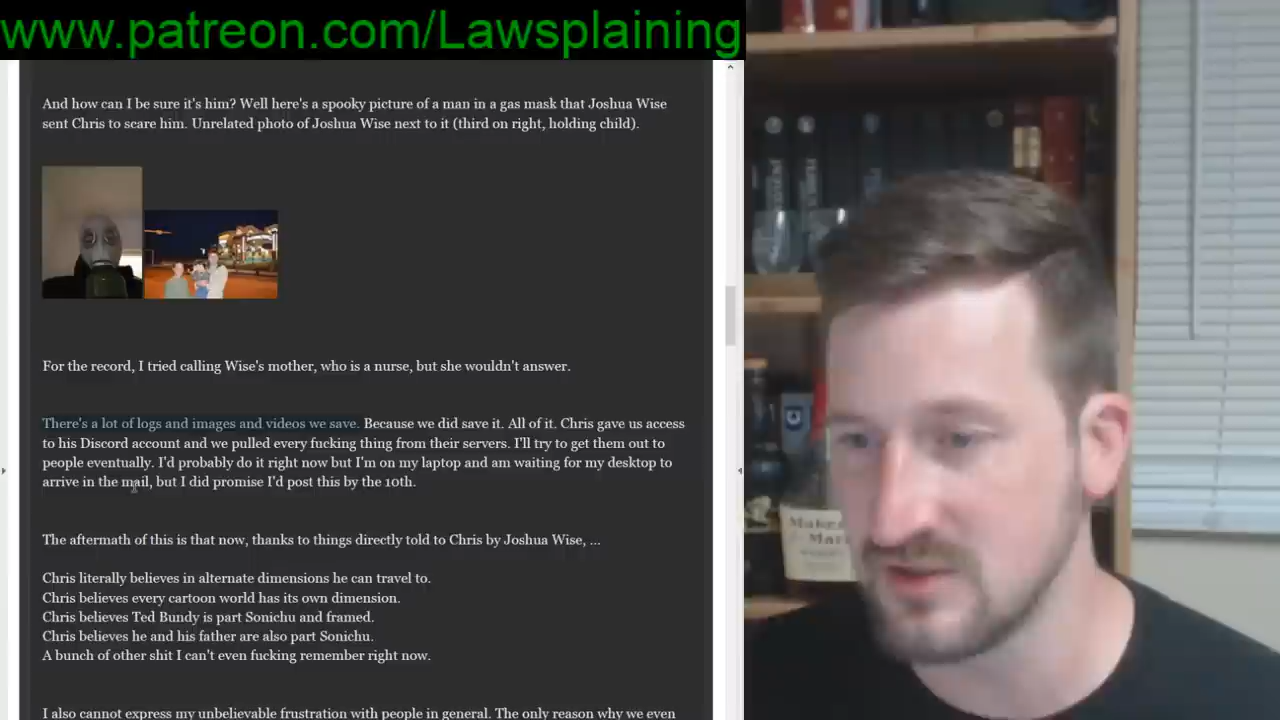 www.patreon.com/Lawsplaining
And how can I be sure it's him? Well here's a spooky picture of a man in a gas mask that Joshua Wise
sent Chris to scare him. Unrelated photo of Joshua Wise next to it (third on right, holding child).
For the record, I tried calling Wise's mother, who is a nurse, but she wouldn't answer.
There's a lot of logs and images and videos we save. Because we did save it. All of it. Chris gave us access
to his Discord account and we pulled every fucking thing from their servers. I'll try to get them out to
people eventually. I'd probably do it right now but I'm on my laptop and am waiting for my desktop to
arrive in the mail, but I did promise I'd post this by the 10th.
The aftermath of this is that now, thanks to things directly told to Chris by Joshua Wise, ...
Chris literally believes in alternate dimensions he can travel to.
Chris believes every cartoon world has its own dimension.
Chris believes Ted Bundy is part Sonichu and framed.
Chris believes he and his father are also part Sonichu.
A bunch of other shit I can't even fucking remember right now.
I also cannot express my unbelievable frustration with people in general. The only reason why we even
Maker's
Mark